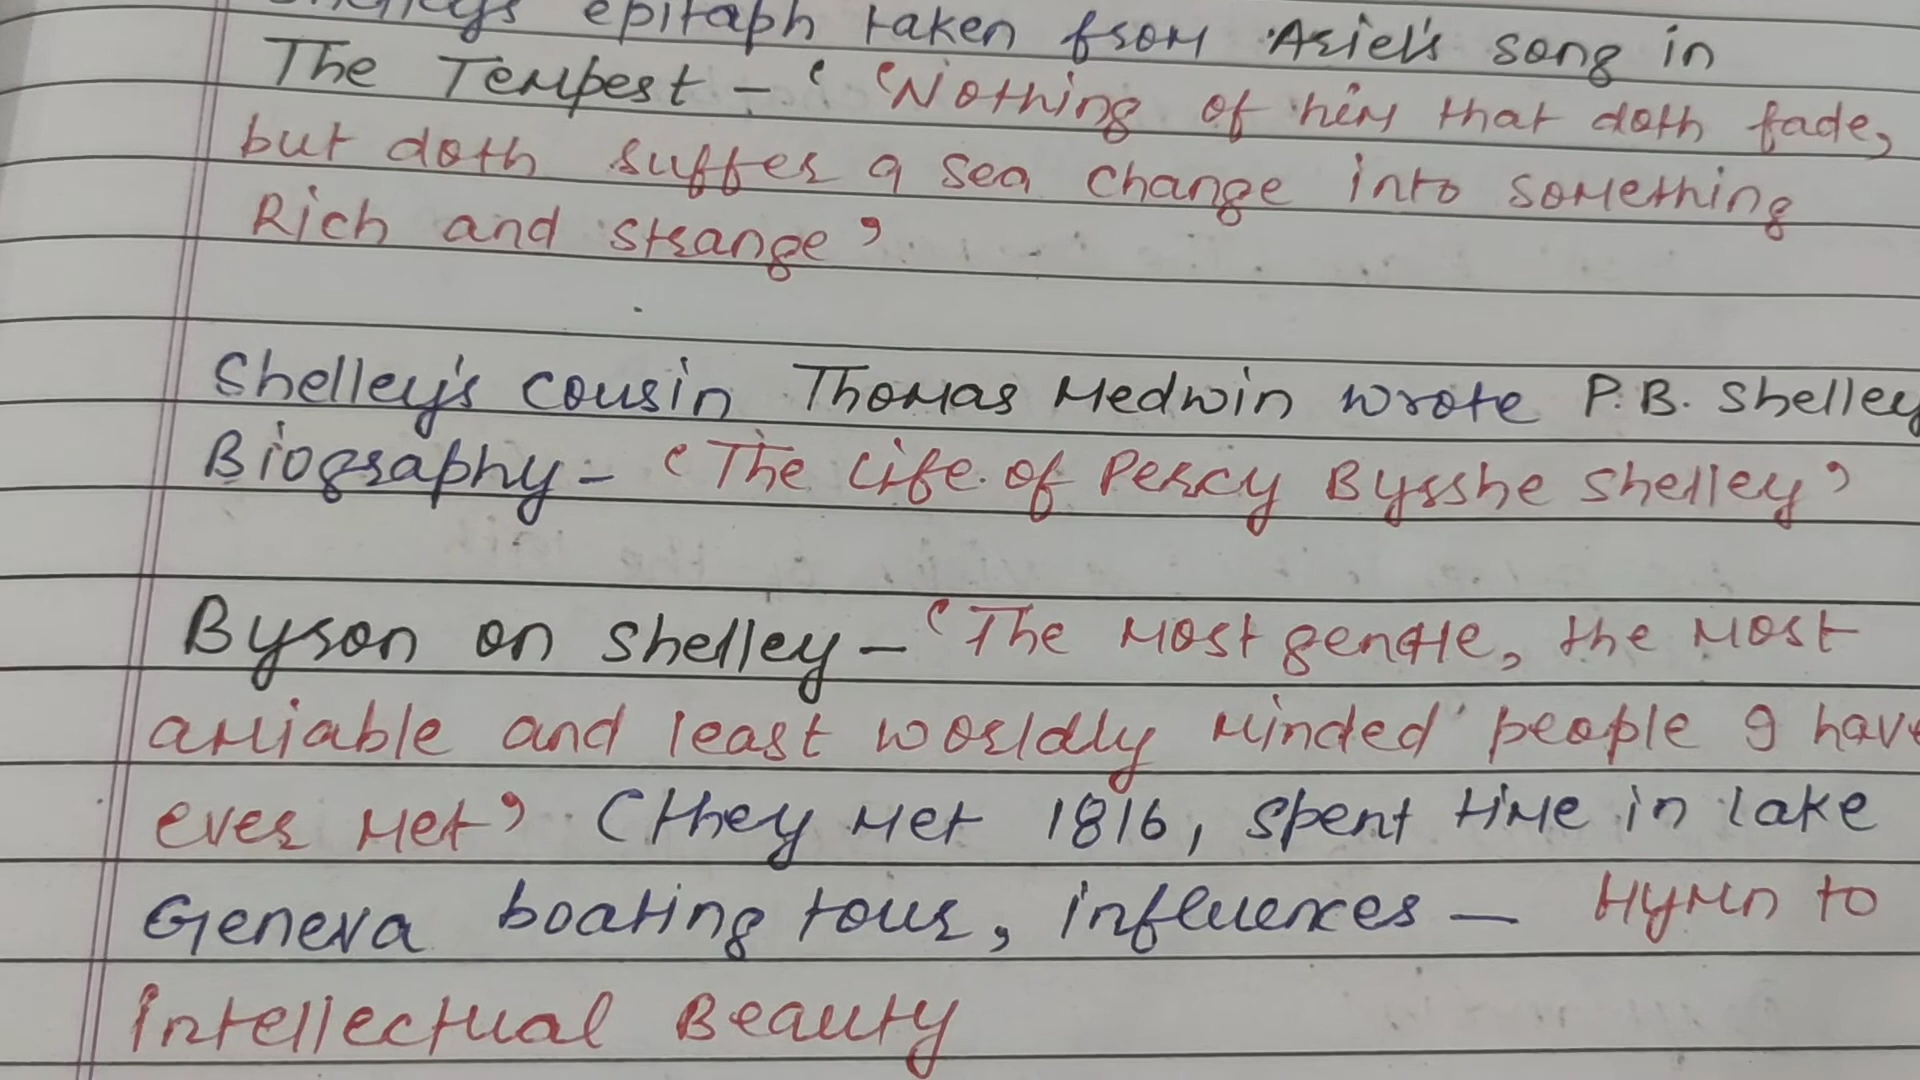 Shelley's epitaph taken from Ariel's song in
The Tempest - ' 'Nothing of him that doth fade,
but doth suffer a sea change into something
Rich and strange'
Shelley's cousin Thomas Medwin wrote P.B. Shelley
Biography - 'The Life of Percy Bysshe Shelley'
Byron on Shelley - 'The most gentle, the most
amiable and least worldly minded people I have
ever met' (they met 1816, spent time in lake
Geneva boating tour, influences - Hymn to
Intellectual Beauty